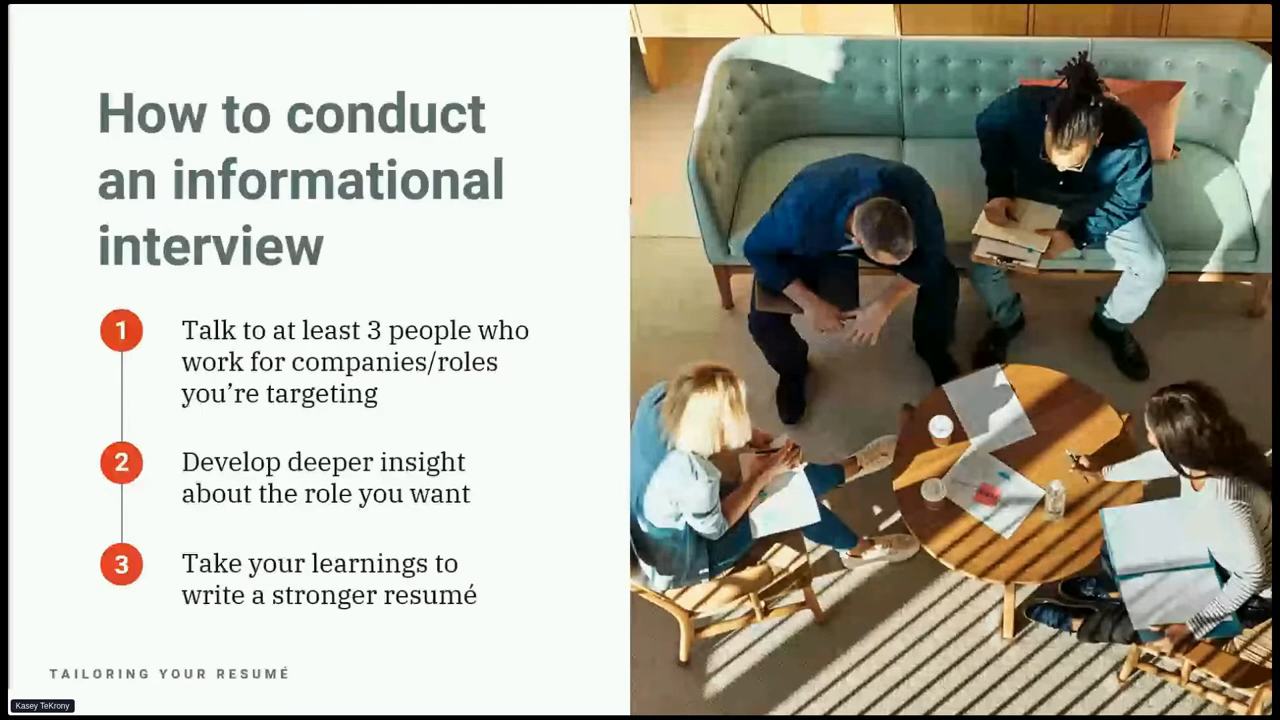 How to conduct
an informational
interview
1
Talk to at least 3 people who
work for companies/roles
you’re targeting
2
Develop deeper insight
about the role you want
3
Take your learnings to
write a stronger resumé
TAILORING YOUR RESUMÉ
Kasey TeKrony